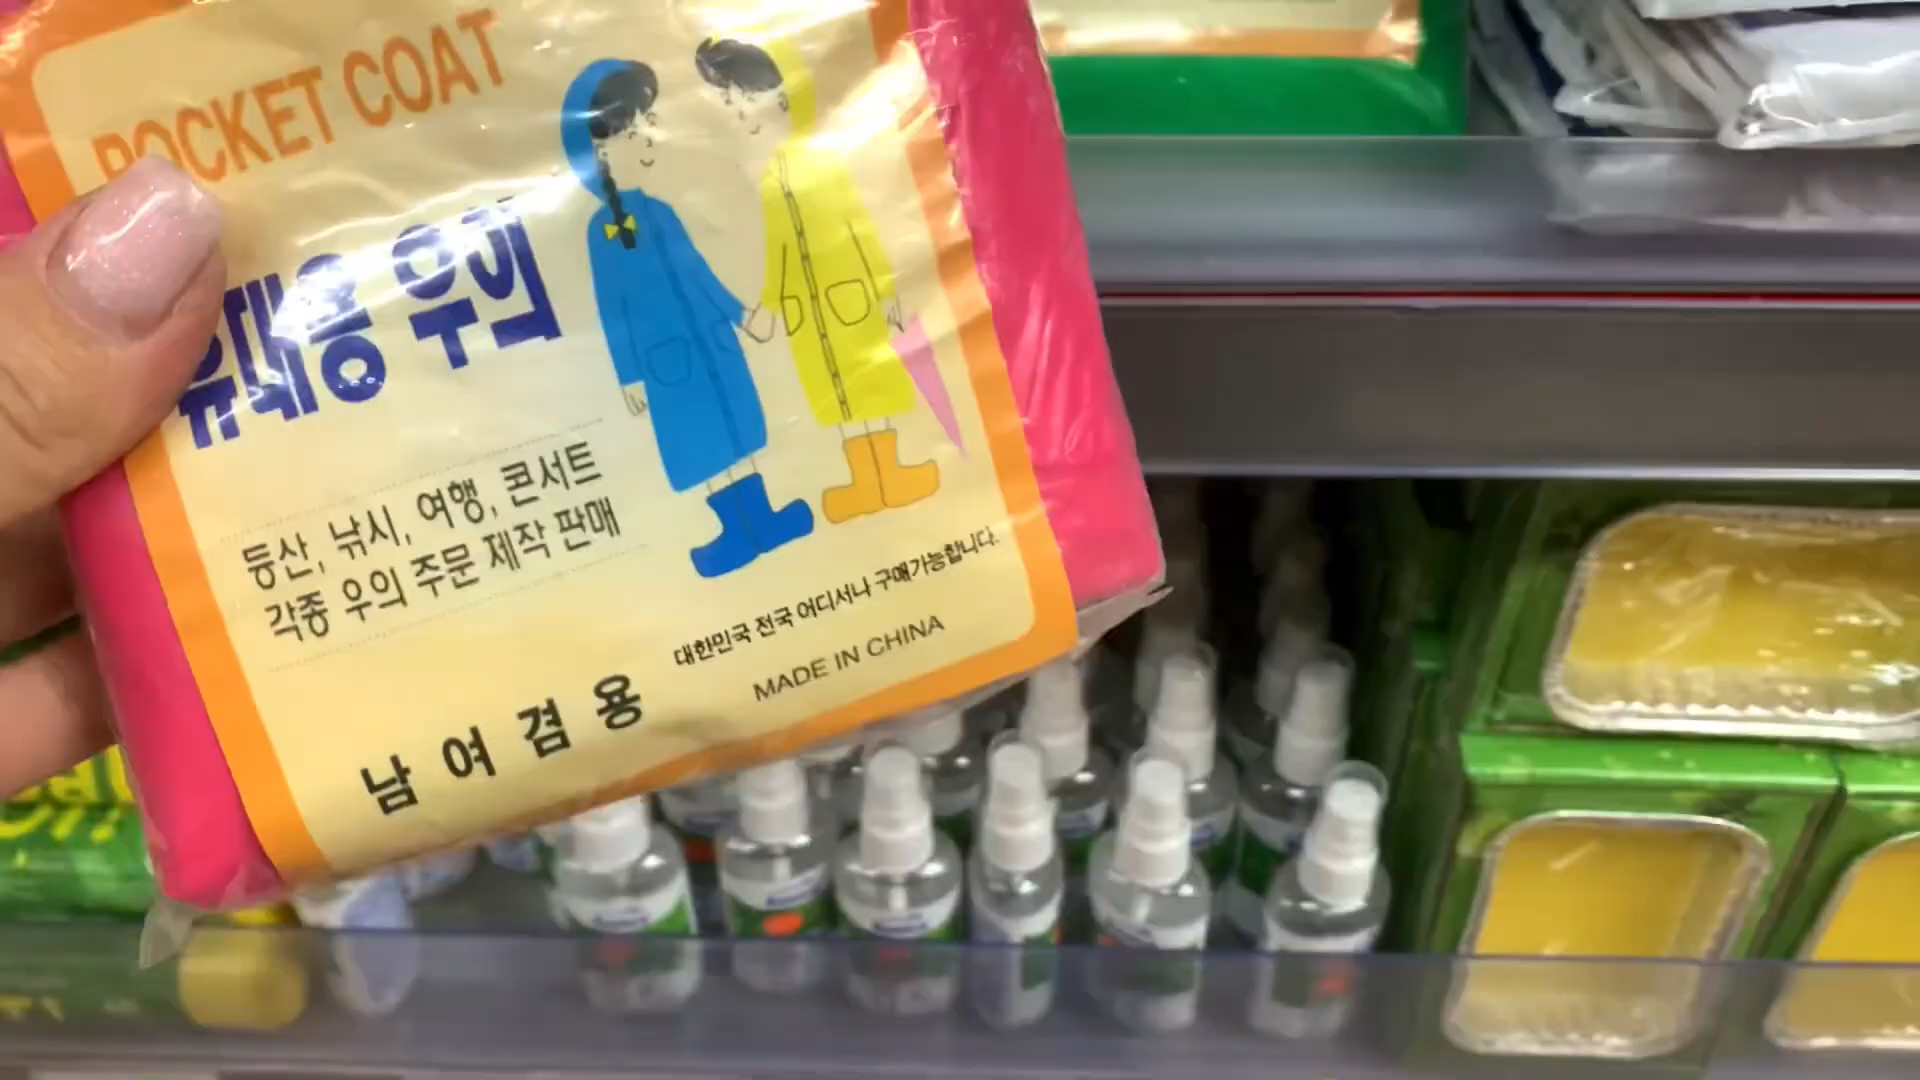 POCKET COAT
휴대용 우의
등산, 낚시, 여행, 콘서트
각종 우의 주문 제작 판매
대한민국 전국 어디서나 구매가능합니다.
MADE IN CHINA
남 여 겸 용